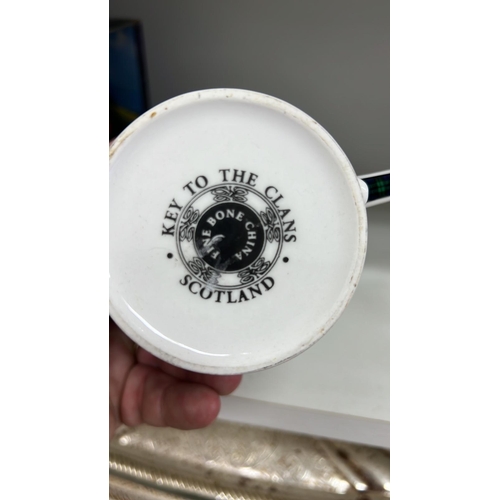 KEY TO THE CLANS
FINE BONE CHINA
• SCOTLAND •